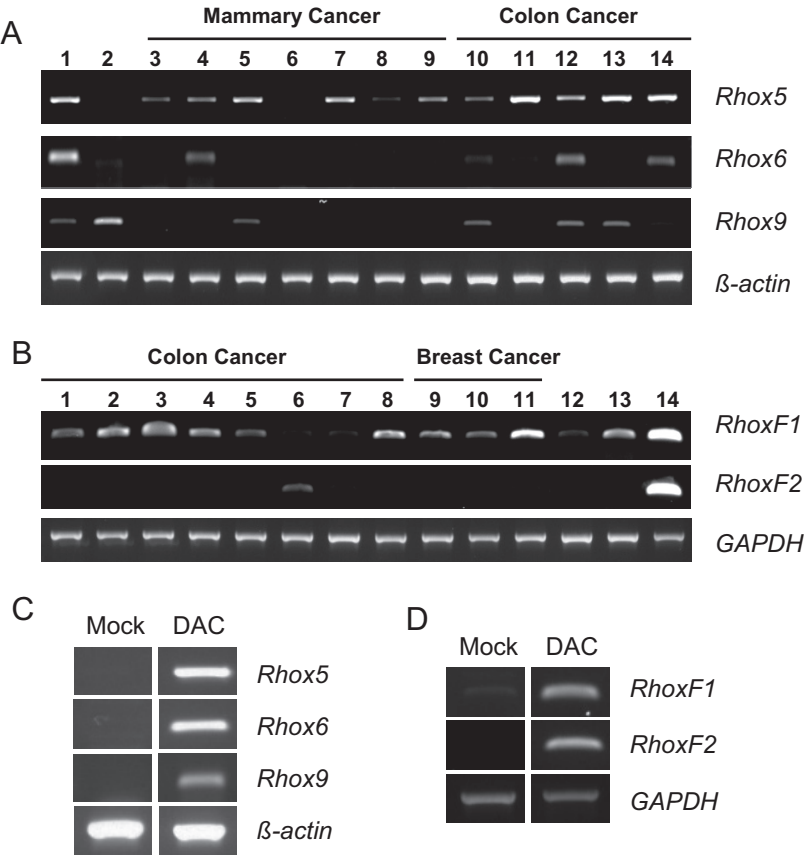 A
Mammary Cancer Colon Cancer
1 2 3 4 5 6 7 8 9 10 11 12 13 14
Rhox5
Rhox6
Rhox9
ß-actin
B
Colon Cancer Breast Cancer
1 2 3 4 5 6 7 8 9 10 11 12 13 14
RhoxF1
RhoxF2
GAPDH
C
Mock DAC
Rhox5
Rhox6
Rhox9
ß-actin
D
Mock DAC
RhoxF1
RhoxF2
GAPDH